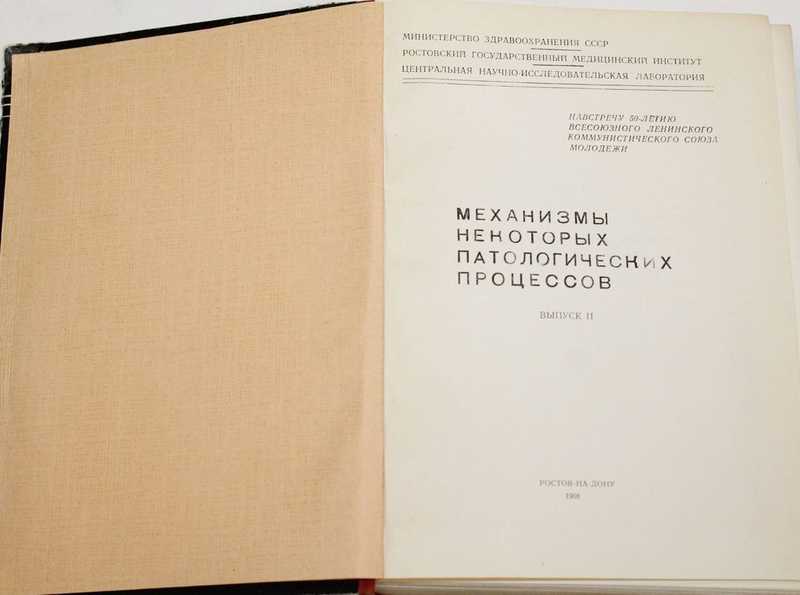 МИНИСТЕРСТВО ЗДРАВООХРАНЕНИЯ СССР
РОСТОВСКИЙ ГОСУДАРСТВЕННЫЙ МЕДИЦИНСКИЙ ИНСТИТУТ
ЦЕНТРАЛЬНАЯ НАУЧНО-ИССЛЕДОВАТЕЛЬСКАЯ ЛАБОРАТОРИЯ
НАВСТРЕЧУ 50-ЛЕТИЮ
ВСЕСОЮЗНОГО ЛЕНИНСКОГО
КОММУНИСТИЧЕСКОГО СОЮЗА
МОЛОДЕЖИ
МЕХАНИЗМЫ
НЕКОТОРЫХ
ПАТОЛОГИЧЕСКИХ
ПРОЦЕССОВ
ВЫПУСК II
РОСТОВ-НА-ДОНУ
1968